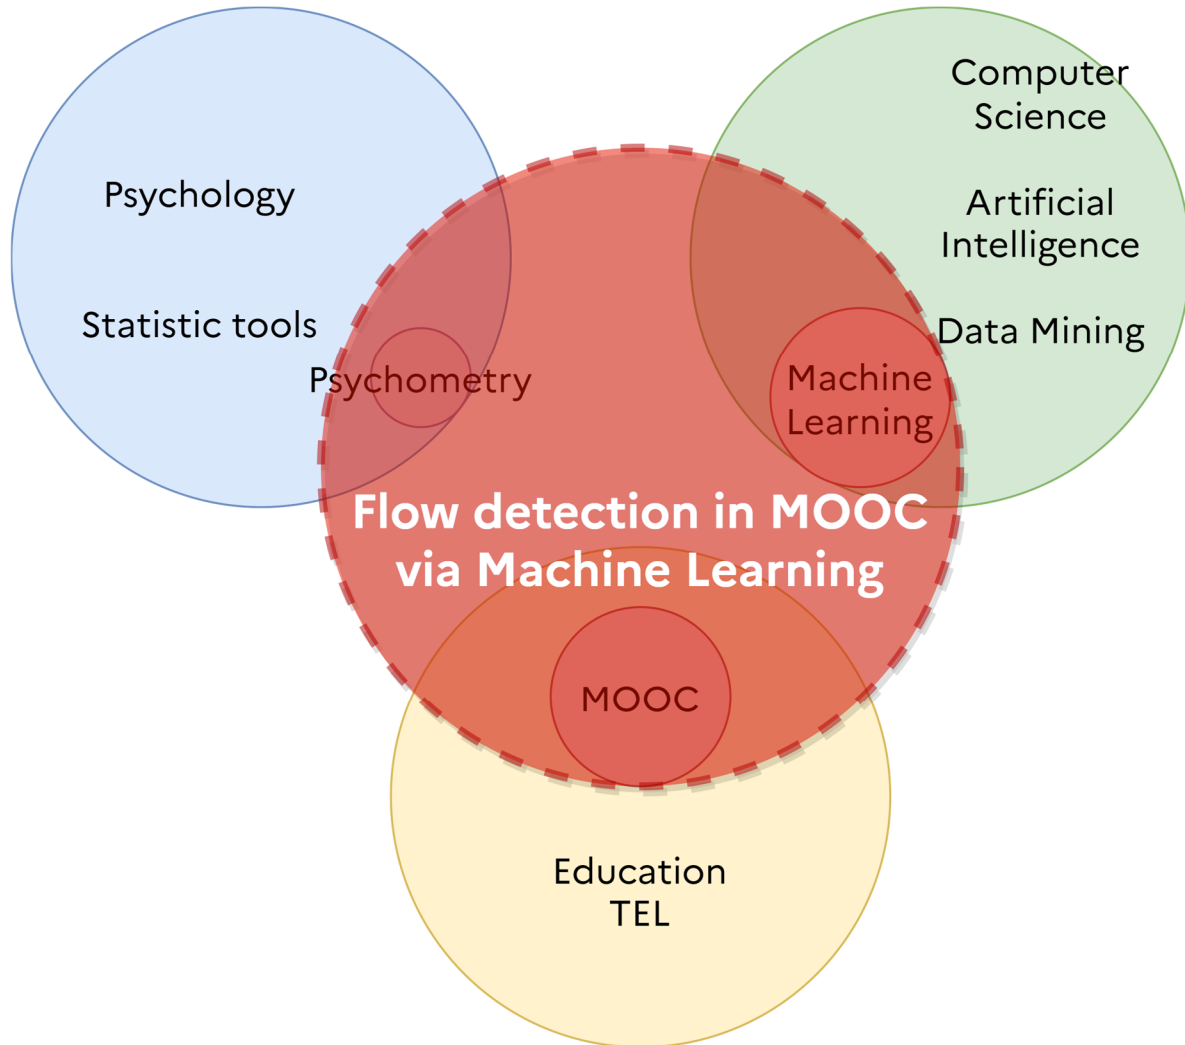 Computer
Science
Psychology
Artificial
Intelligence
Statistic tools
Data Mining
Psychometry
Machine
Learning
Flow detection in MOOC
via Machine Learning
MOOC
Education
TEL